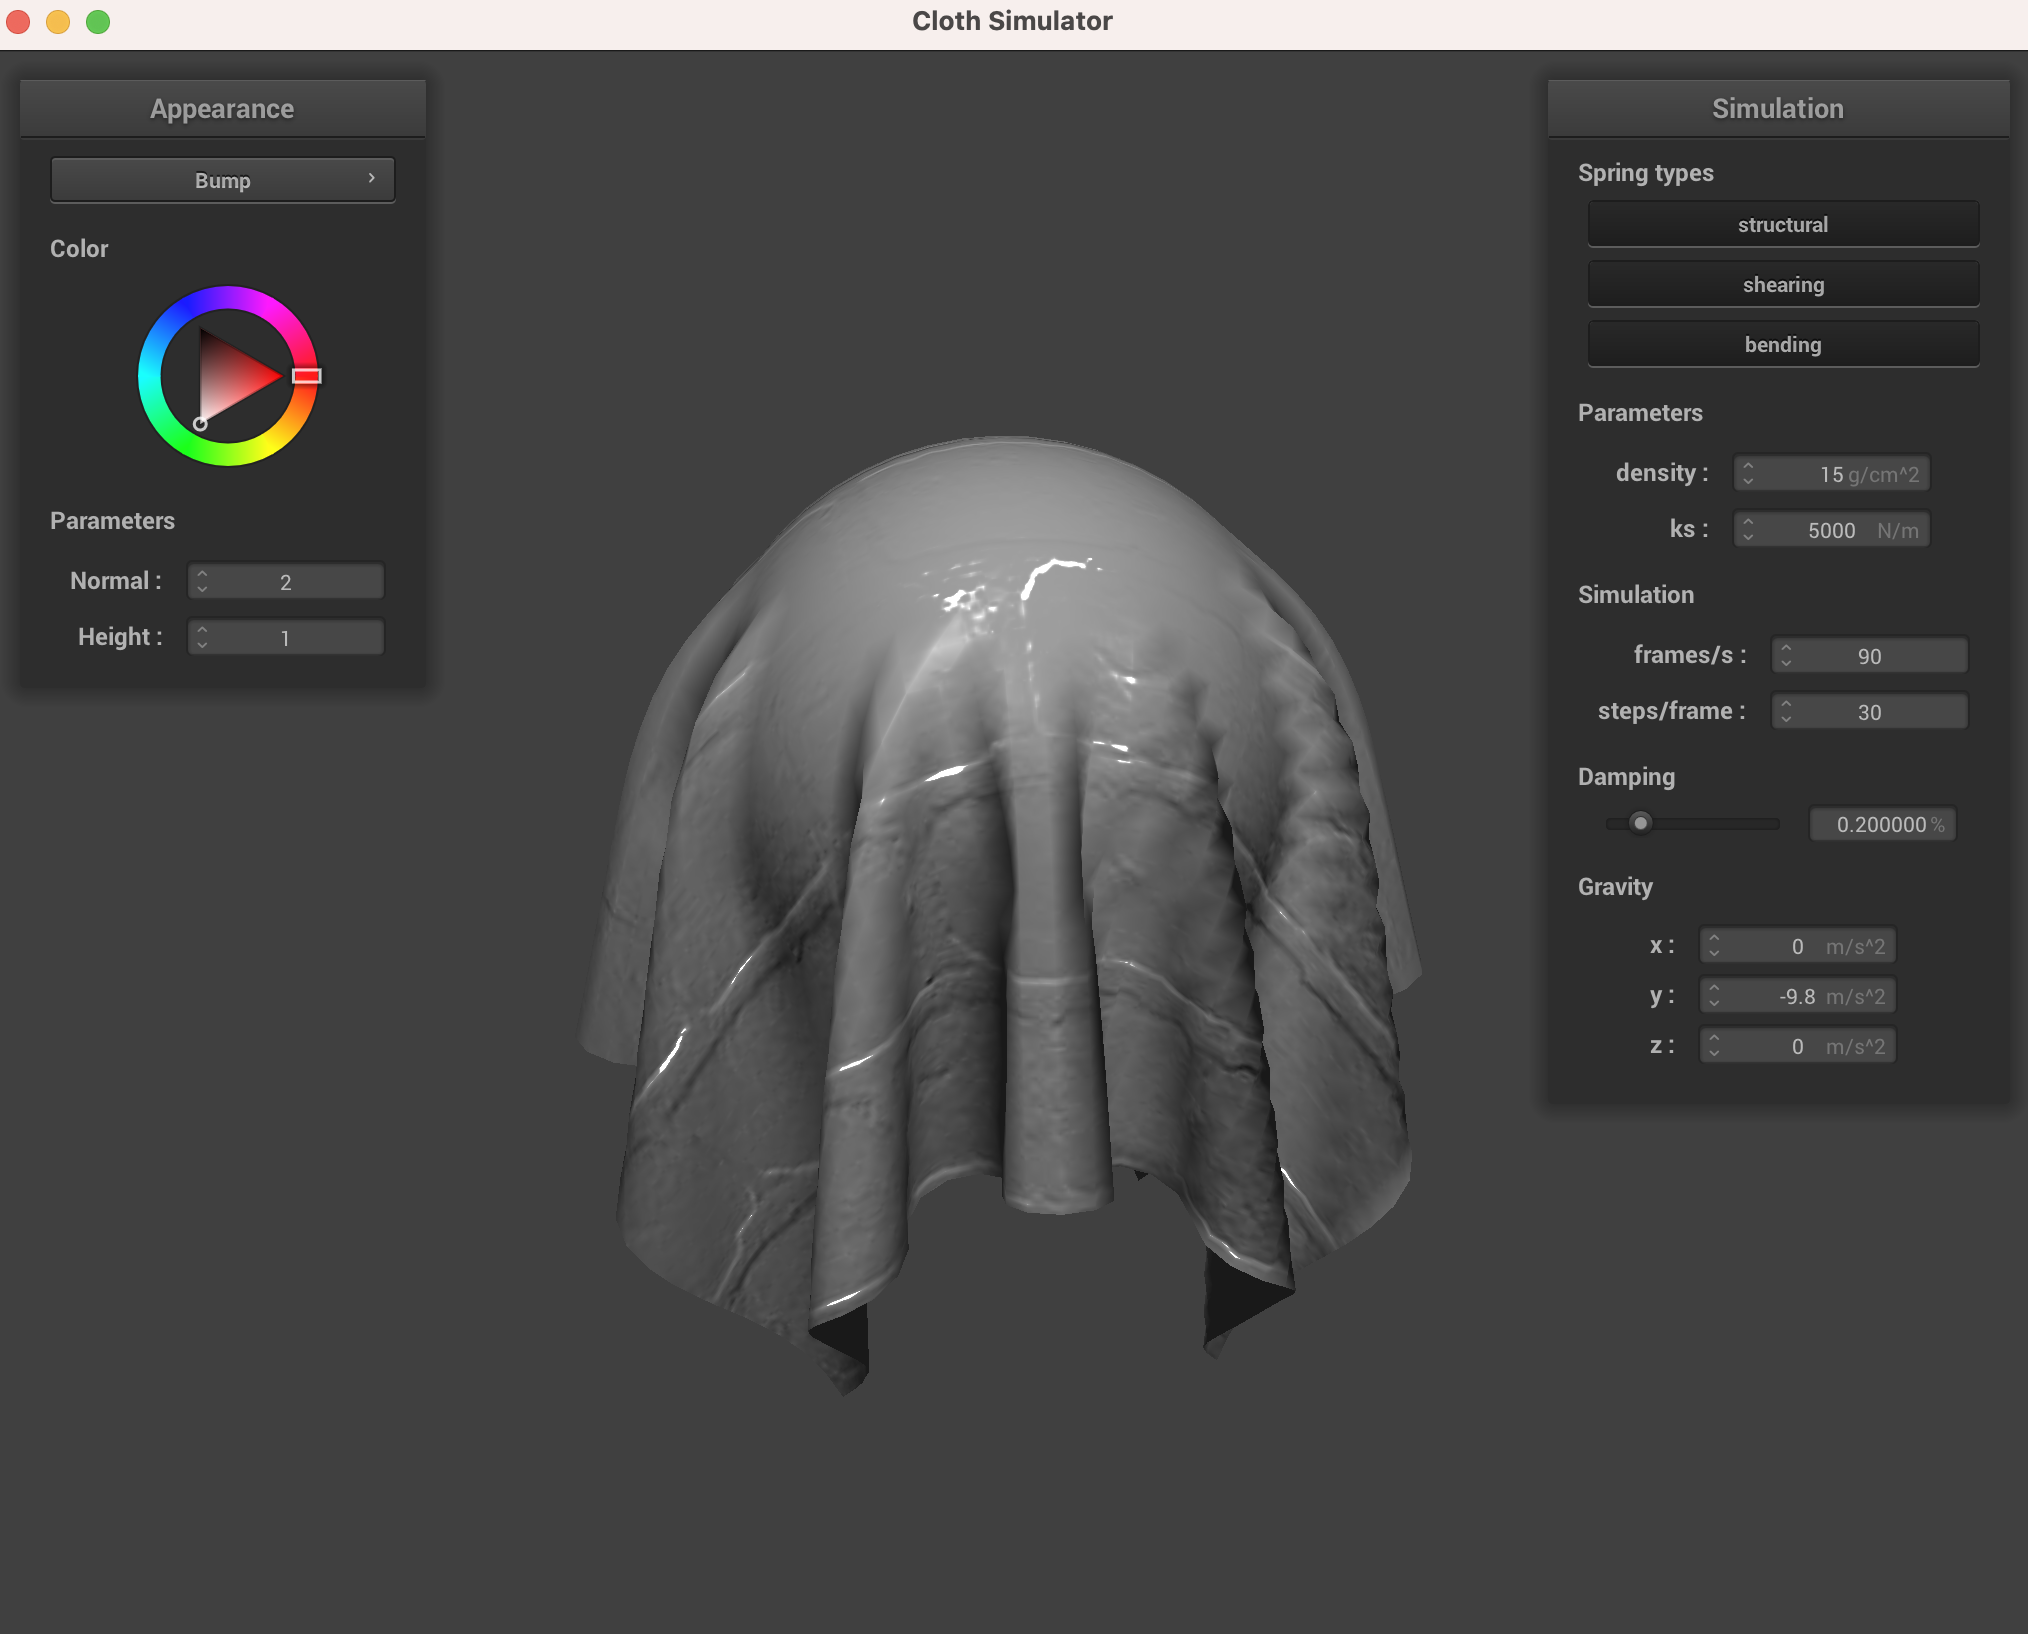 Cloth Simulator
Appearance
Bump
Color
Parameters
Normal : 2
Height : 1
Simulation
Spring types
structural
shearing
bending
Parameters
density : 15 g/cm^2
ks : 5000 N/m
Simulation
frames/s : 90
steps/frame : 30
Damping
0.200000 %
Gravity
x : 0 m/s^2
y : -9.8 m/s^2
z : 0 m/s^2